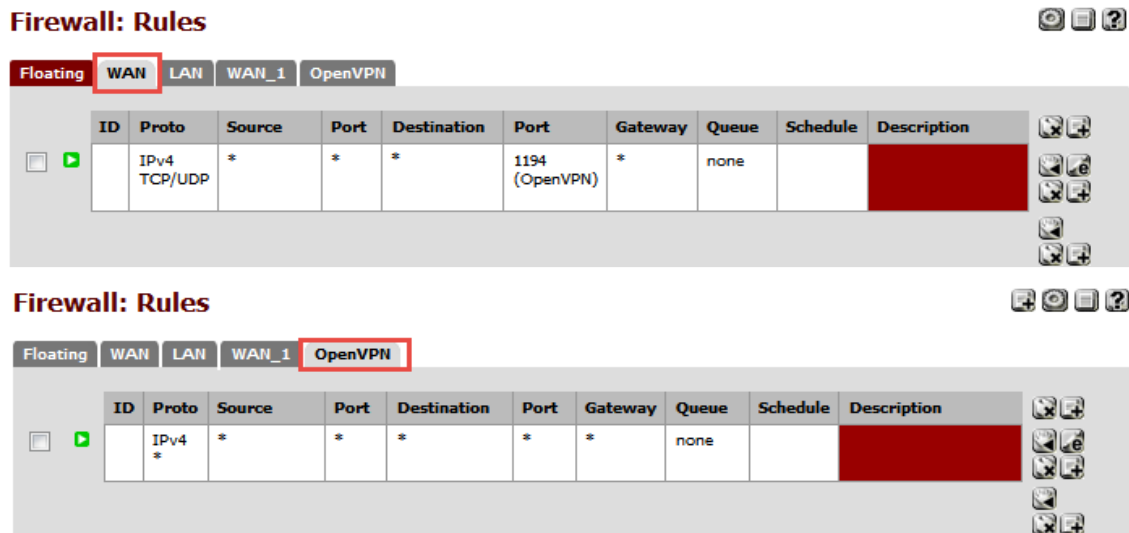 Firewall: Rules
Floating WAN LAN WAN_1 OpenVPN
ID Proto Source Port Destination Port Gateway Queue Schedule Description
IPv4 * * * 1194 * none
TCP/UDP (OpenVPN)
Firewall: Rules
Floating WAN LAN WAN_1 OpenVPN
ID Proto Source Port Destination Port Gateway Queue Schedule Description
IPv4 * * * * * none
*